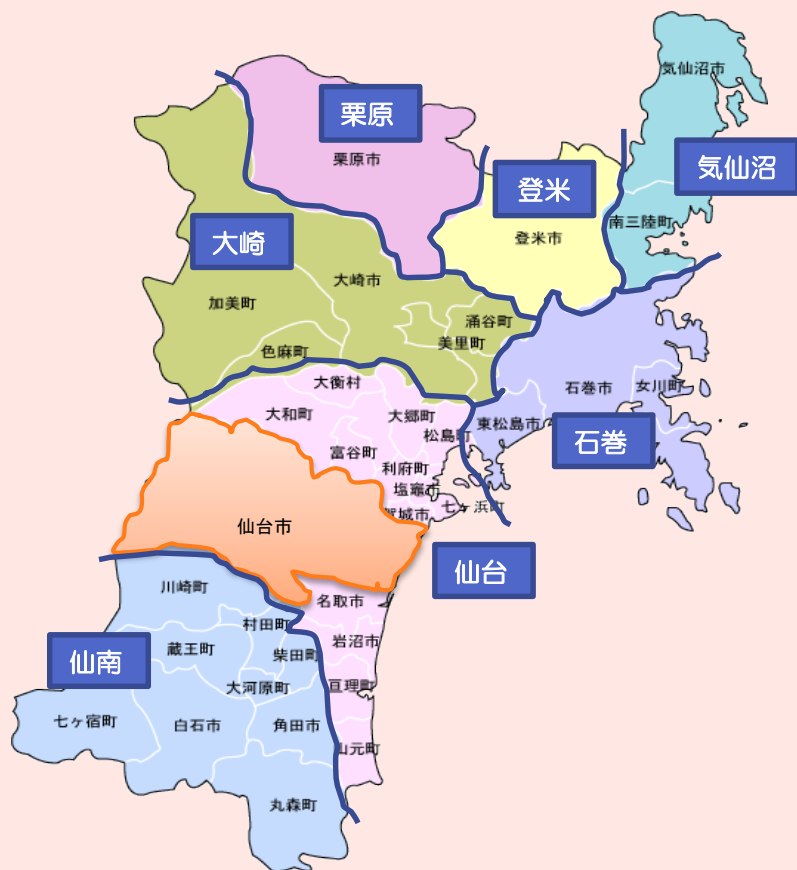 気仙沼市
栗原
栗原市
気仙沼
登米
南三陸町
大崎
登米市
大崎市
加美町
涌谷町
美里町
色麻町
大衡村
石巻市
女川町
大和町
大郷町
東松島市
松島町
石巻
富谷町
利府町
塩竈市
七ヶ浜町
賀城市
仙台市
仙台
川崎町
名取市
村田町
岩沼市
蔵王町
柴田町
仙南
大河原町
亘理町
七ヶ宿町
白石市
角田市
山元町
丸森町